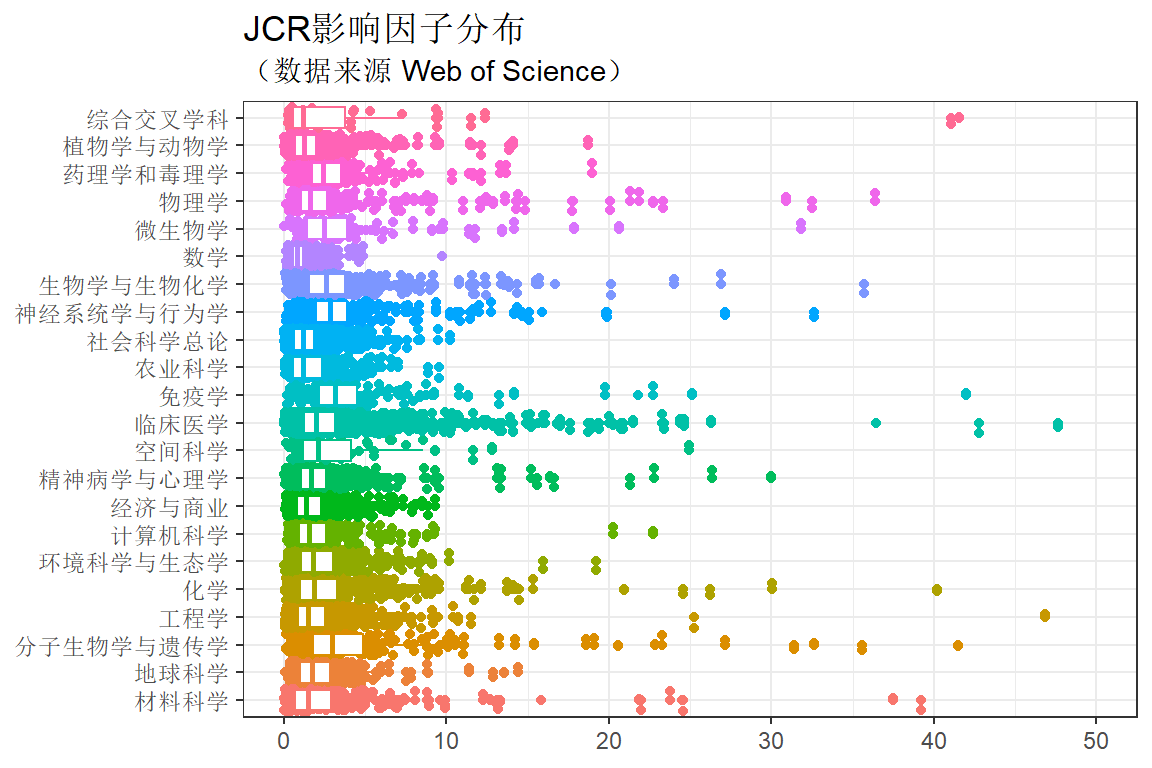 JCR影响因子分布
（数据来源 Web of Science）
综合交叉学科
植物学与动物学
药理学和毒理学
物理学
微生物学
数学
生物学与生物化学
神经系统学与行为学
社会科学总论
农业科学
免疫学
临床医学
空间科学
精神病学与心理学
经济与商业
计算机科学
环境科学与生态学
化学
工程学
分子生物学与遗传学
地球科学
材料科学
0 10 20 30 40 50